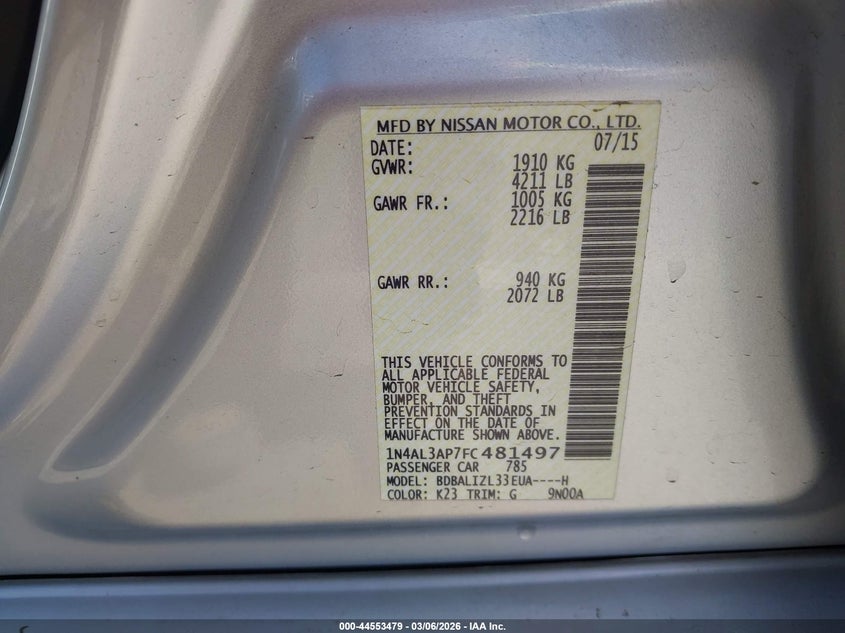 MFD BY NISSAN MOTOR CO., LTD.
DATE: 07/15
GVWR: 1910 KG
4211 LB
GAWR FR.: 1005 KG
2216 LB
GAWR RR.: 940 KG
2072 LB
THIS VEHICLE CONFORMS TO
ALL APPLICABLE FEDERAL
MOTOR VEHICLE SAFETY,
BUMPER, AND THEFT
PREVENTION STANDARDS IN
EFFECT ON THE DATE OF
MANUFACTURE SHOWN ABOVE.
1N4AL3AP7FC481497
PASSENGER CAR 785
MODEL: BDBALIZL33EUA----H
COLOR: K23 TRIM: G 9N00A
000-44553479 - 03/06/2026 - IAA Inc.